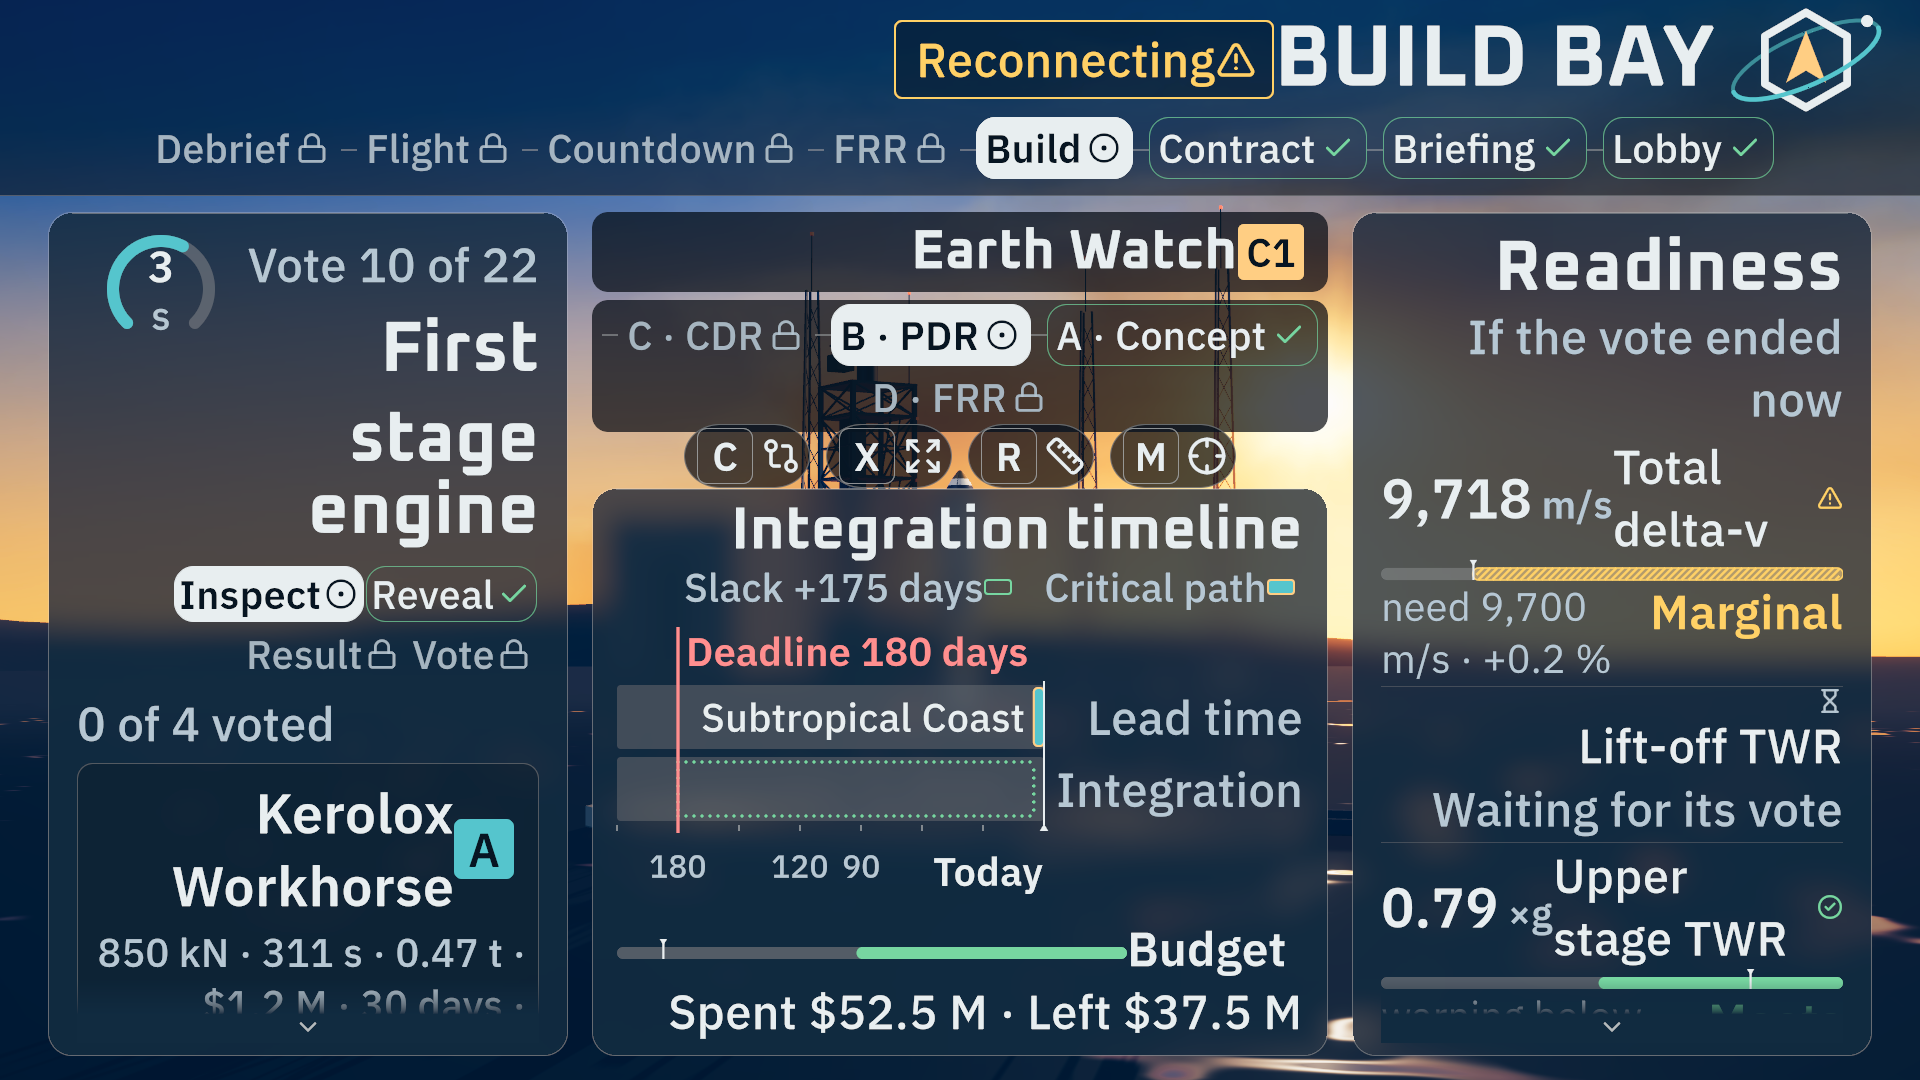 BUILD BAY
Reconnecting
Lobby
Briefing
Contract
Build
FRR
Countdown
Flight
Debrief
Readiness
If the vote ended
now
Total
delta-v
9,718 m/s
Marginal
need 9,700
m/s · +0.2 %
Lift-off TWR
Waiting for its vote
Upper
stage TWR
0.79 ×g
Earth Watch C1
A · Concept
B · PDR
C · CDR
D · FRR
C
X
R
M
Integration timeline
Critical path
Slack +175 days
Deadline 180 days
Lead time
Subtropical Coast
Integration
180
120
90
Today
Budget
Spent $52.5 M · Left $37.5 M
3
s
Vote 10 of 22
First
stage
engine
Reveal
Inspect
Vote
Result
0 of 4 voted
A
Kerolox
Workhorse
850 kN · 311 s · 0.47 t ·
$1.2 M · 30 days ·